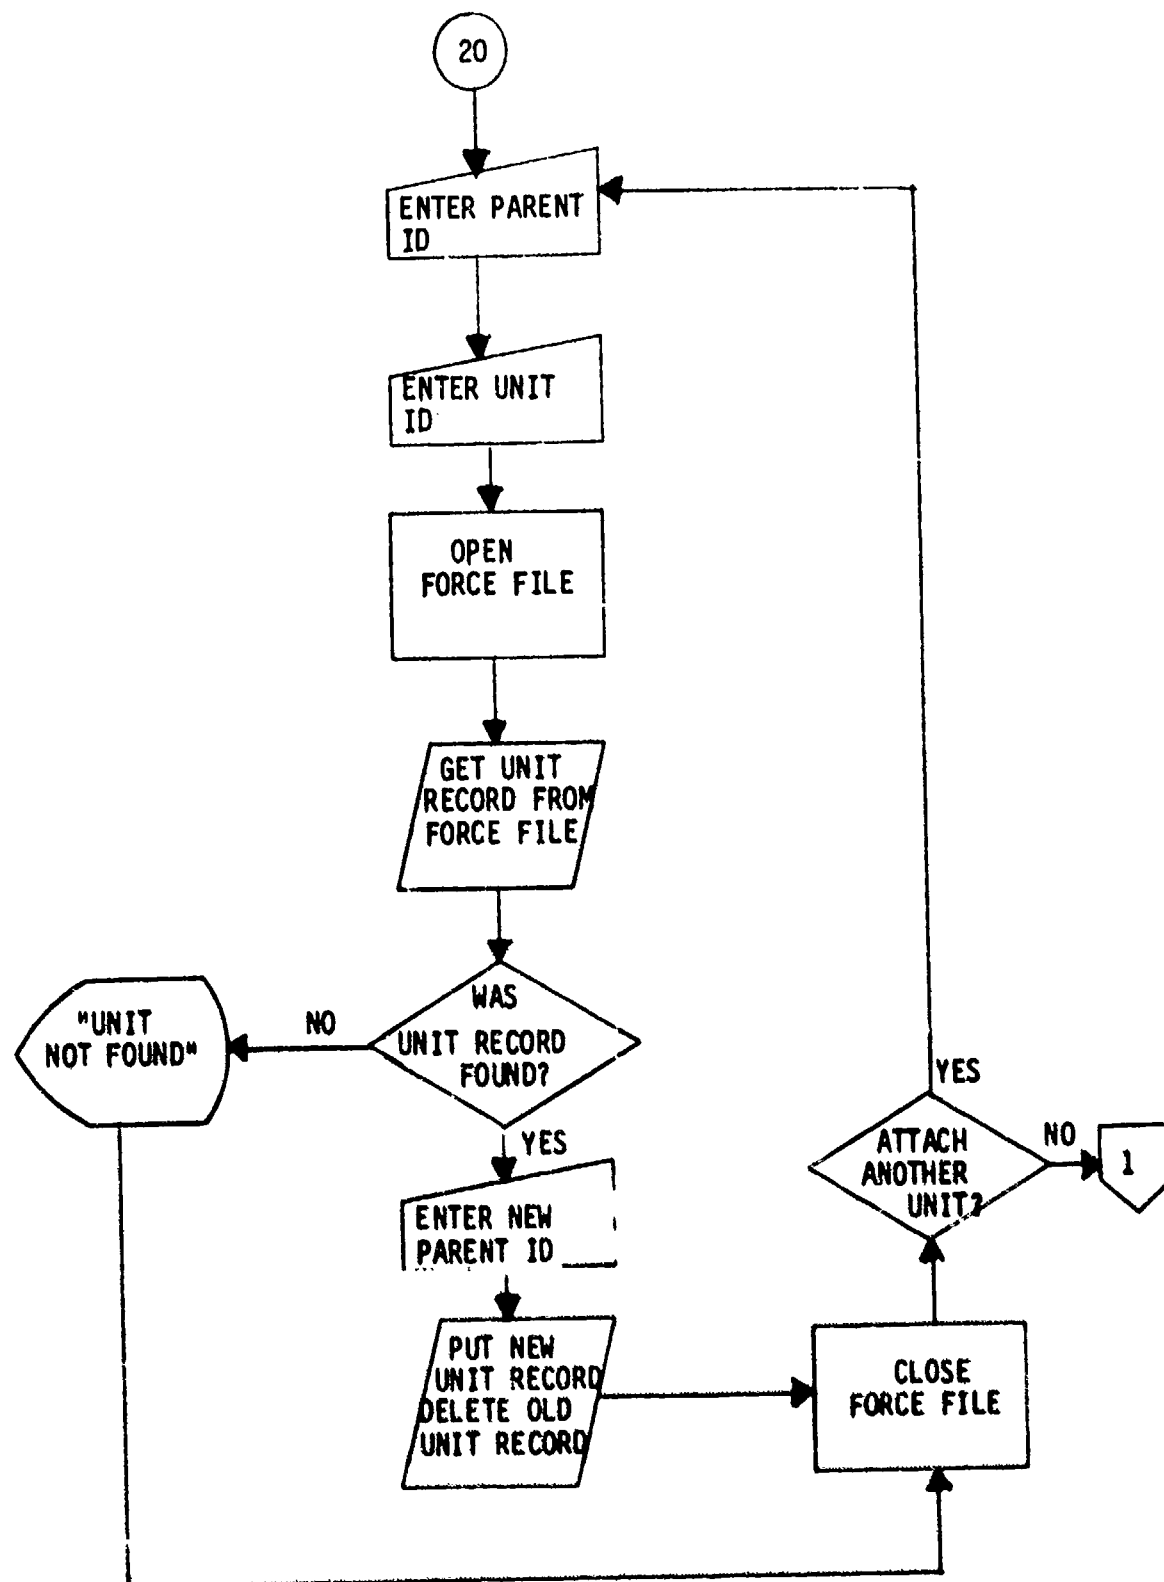 20
ENTER PARENT
ID
ENTER UNIT
ID
OPEN
FORCE FILE
GET UNIT
RECORD FROM
FORCE FILE
WAS
UNIT RECORD
FOUND?
NO
"UNIT
NOT FOUND"
YES
ENTER NEW
PARENT ID
PUT NEW
UNIT RECORD
DELETE OLD
UNIT RECORD
CLOSE
FORCE FILE
ATTACH
ANOTHER
UNIT?
YES
NO
1